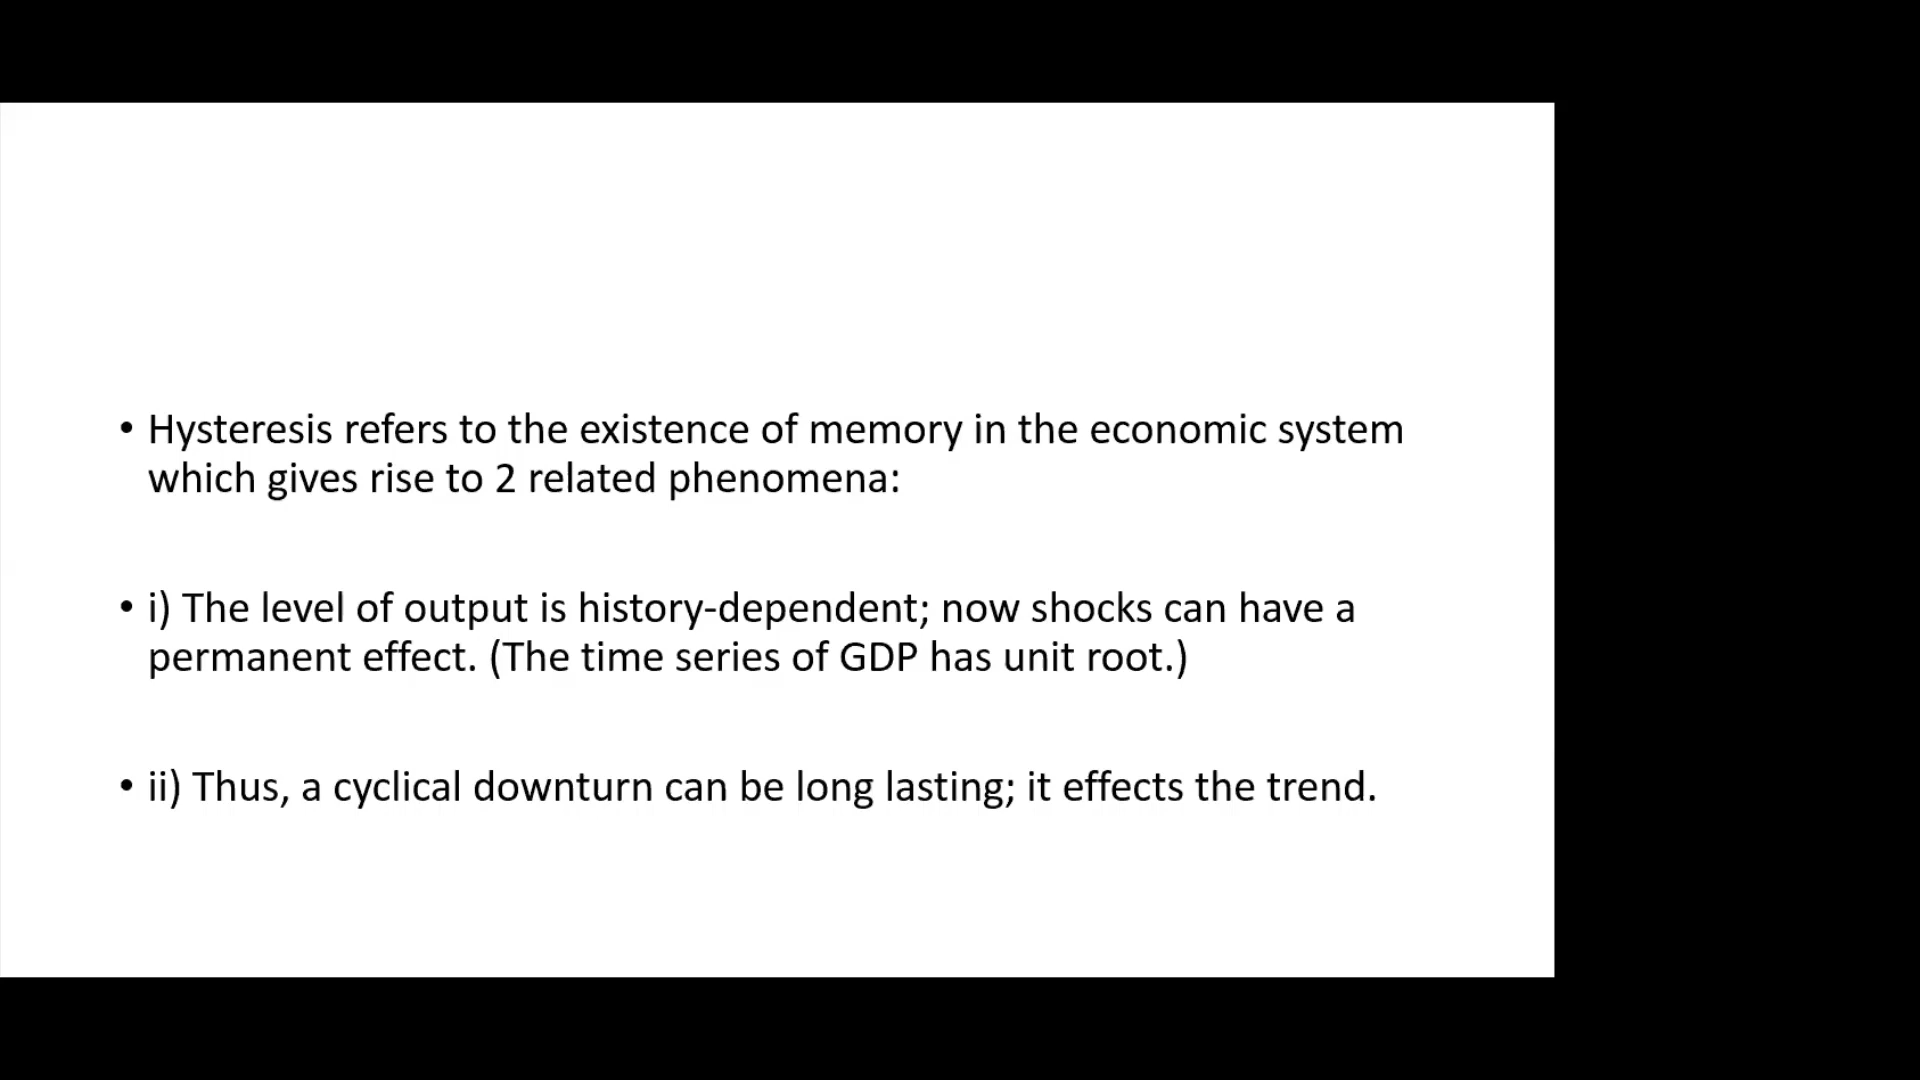 • Hysteresis refers to the existence of memory in the economic system
which gives rise to 2 related phenomena:
• i) The level of output is history-dependent; now shocks can have a
permanent effect. (The time series of GDP has unit root.)
• ii) Thus, a cyclical downturn can be long lasting; it effects the trend.